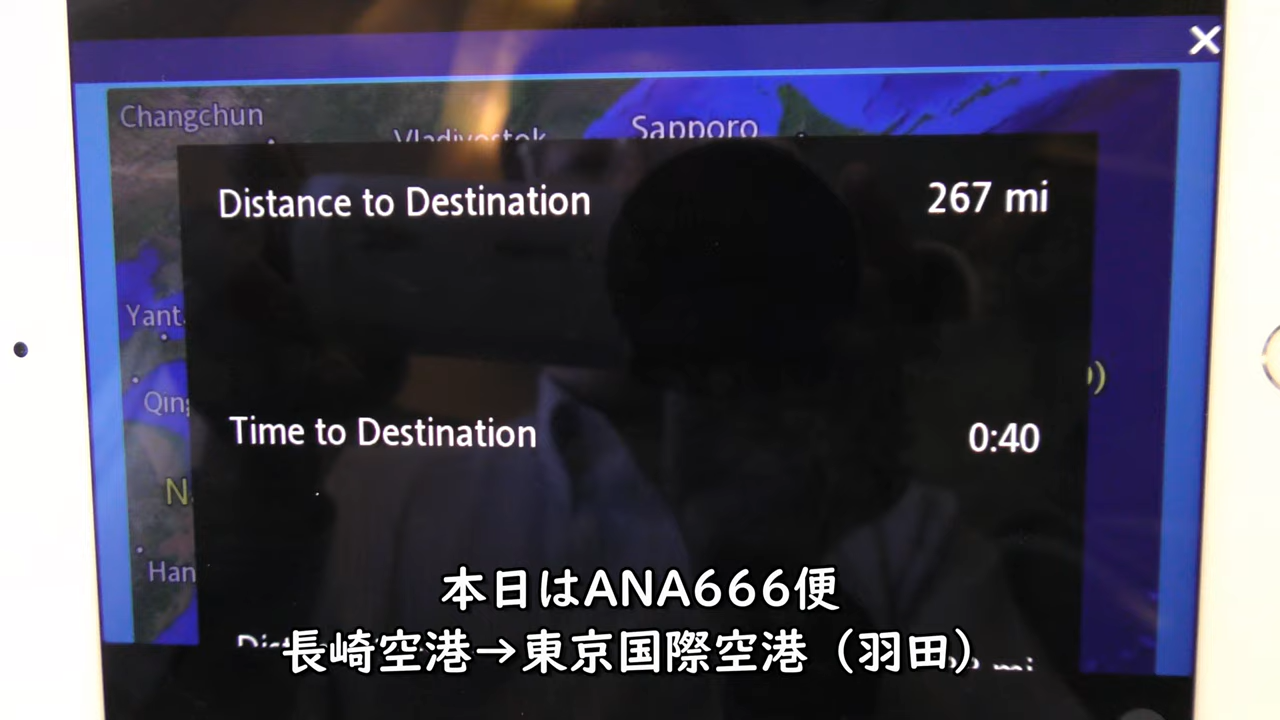 ×
Changchun
Vladivostok
Sapporo
Distance to Destination 267 mi
Time to Destination 0:40
本日はANA666便
長崎空港→東京国際空港（羽田）